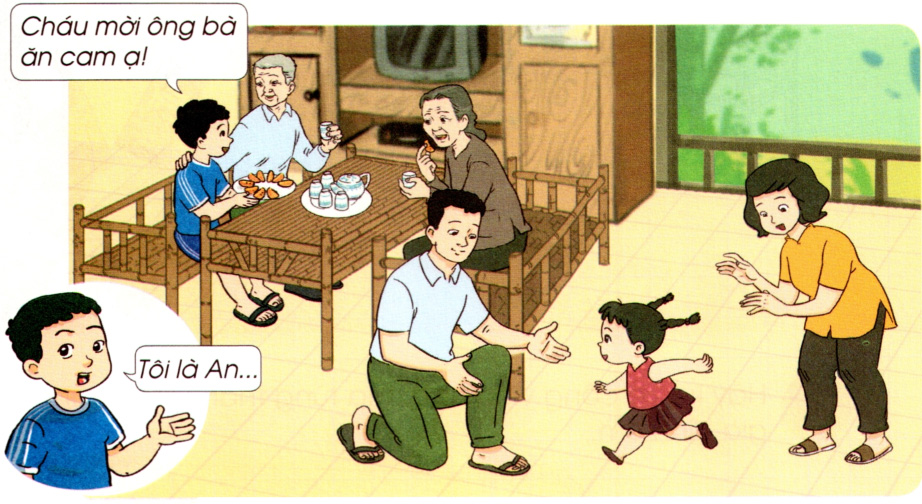 Cháu mời ông bà
ăn cam ạ!
Tôi là An...